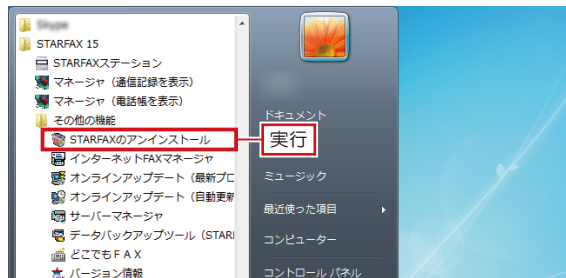 Skype
STARFAX 15
STARFAXステーション
マネージャ（通信記録を表示）
マネージャ（電話帳を表示）
その他の機能
STARFAXのアンインストール
インターネットFAXマネージャ
オンラインアップデート（最新プロ
オンラインアップデート（自動更新
サーバーマネージャ
データバックアップツール（STARI
どこでもＦＡＸ
バージョン情報
実行
ドキュメント
ミュージック
最近使った項目
コンピューター
コントロール パネル